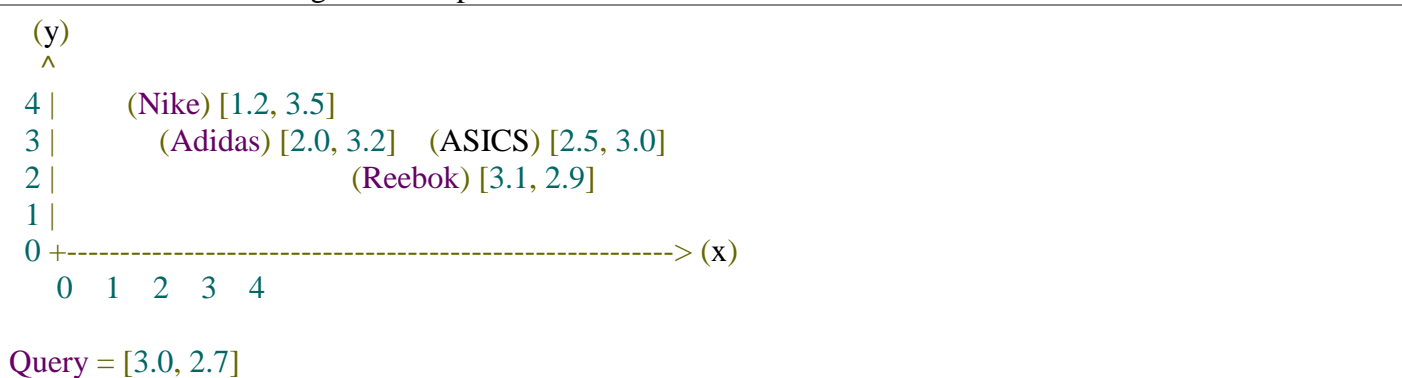 (y)
^
4 | (Nike) [1.2, 3.5]
3 | (Adidas) [2.0, 3.2] (ASICS) [2.5, 3.0]
2 | (Reebok) [3.1, 2.9]
1 |
0 +-------------------------------------------------------> (x)
0 1 2 3 4
Query = [3.0, 2.7]